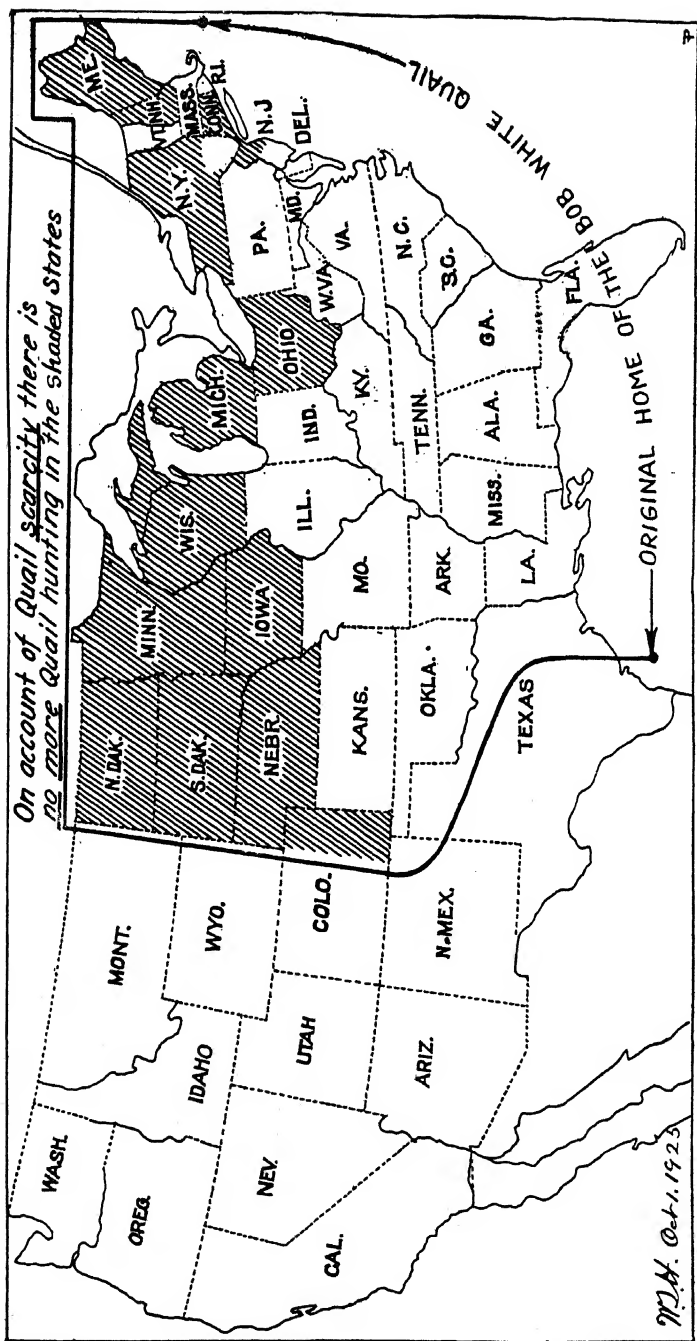 On account of Quail scarcity there is
no more Quail hunting in the shaded States
WASH.
OREG.
CAL.
NEV.
IDAHO
MONT.
WYO.
UTAH
COLO.
ARIZ.
N.MEX.
N. DAK.
S. DAK.
NEBR.
KANS.
OKLA.
TEXAS
MINN.
IOWA
MO.
ARK.
LA.
WIS.
ILL.
MICH.
IND.
OHIO
KY.
TENN.
MISS.
ALA.
GA.
FLA.
S.C.
N.C.
VA.
W.VA.
MD.
DEL.
PA.
N.J
N.Y.
VT.
N.H.
ME.
MASS.
CONN.
R.I.
ORIGINAL HOME OF THE BOB WHITE QUAIL
Oct. 1. 1923